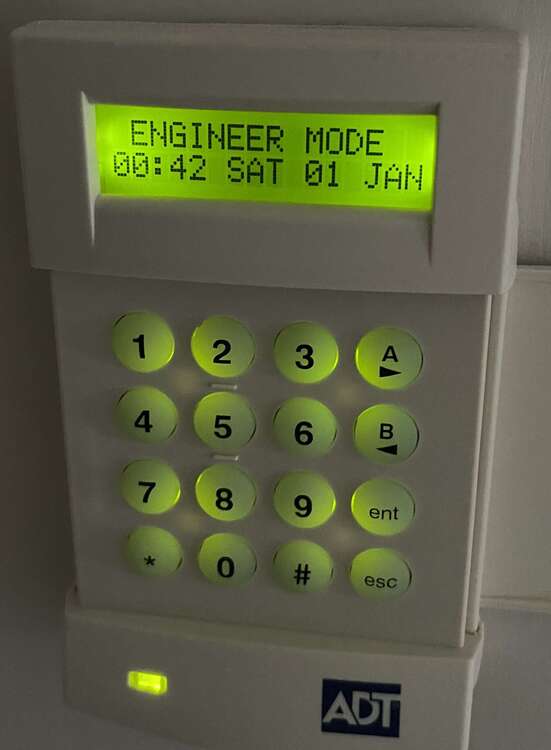 ENGINEER MODE
00:42 SAT 01 JAN
1 2 3 A
4 5 6 B
7 8 9 ent
* 0 # esc
ADT